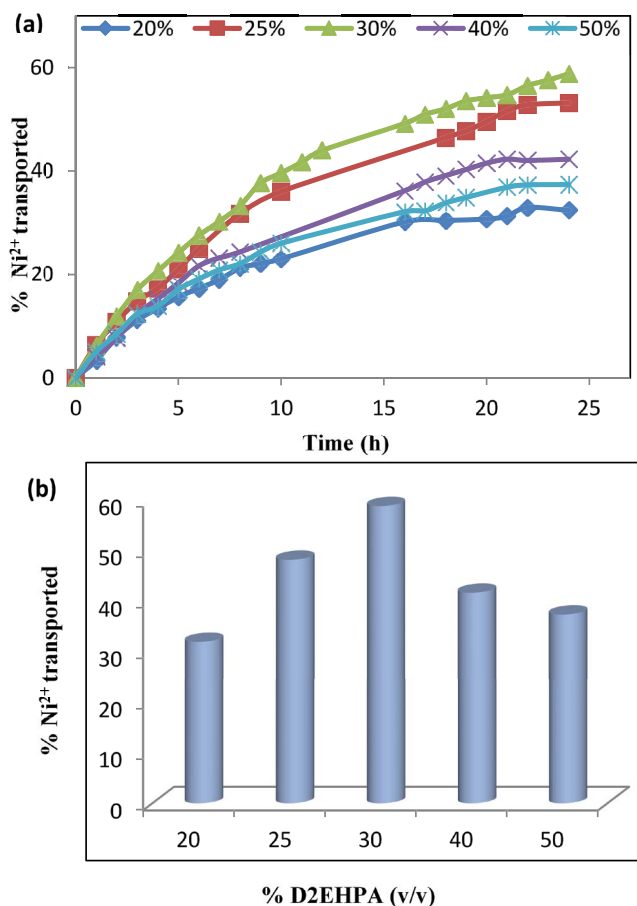 (a)
20% 25% 30% 40% 50%
% Ni²⁺ transported
60
40
20
0
0 5 10 15 20 25
Time (h)
(b)
% Ni²⁺ transported
60
50
40
30
20
10
0
20 25 30 40 50
% D2EHPA (v/v)